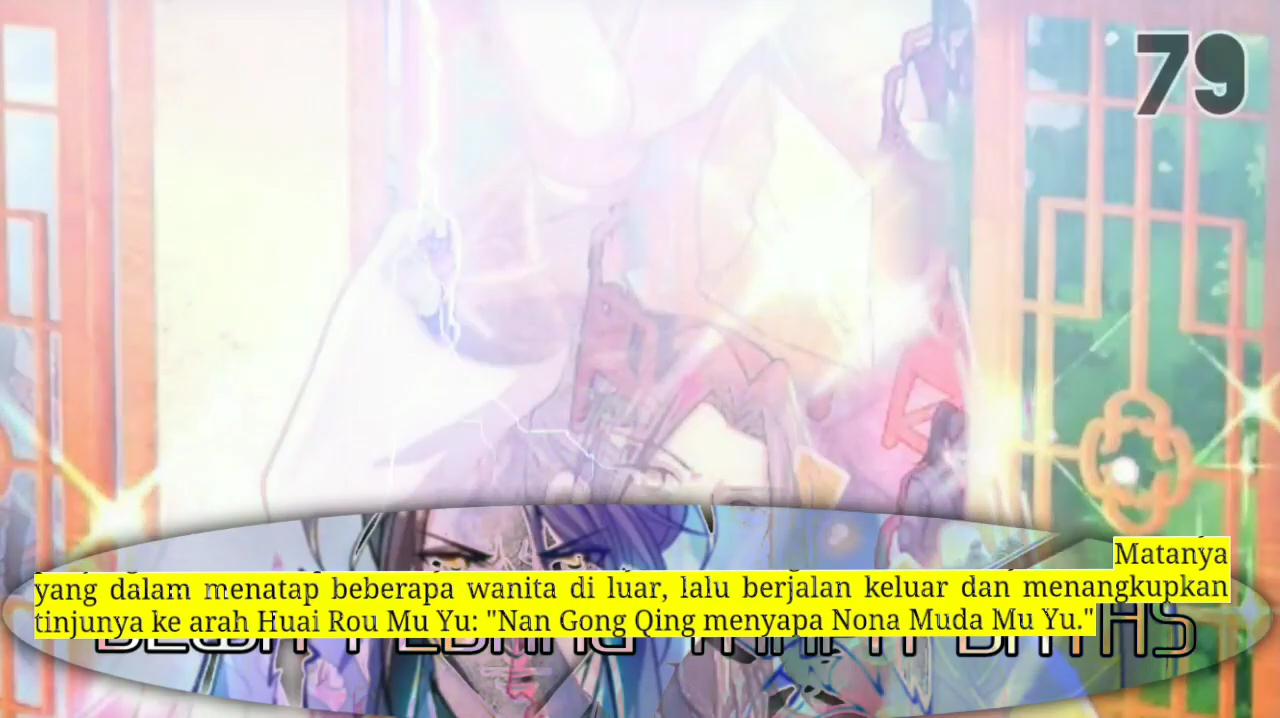 79
Matanya
yang dalam menatap beberapa wanita di luar, lalu berjalan keluar dan menangkupkan
tinjunya ke arah Huai Rou Mu Yu: "Nan Gong Qing menyapa Nona Muda Mu Yu."